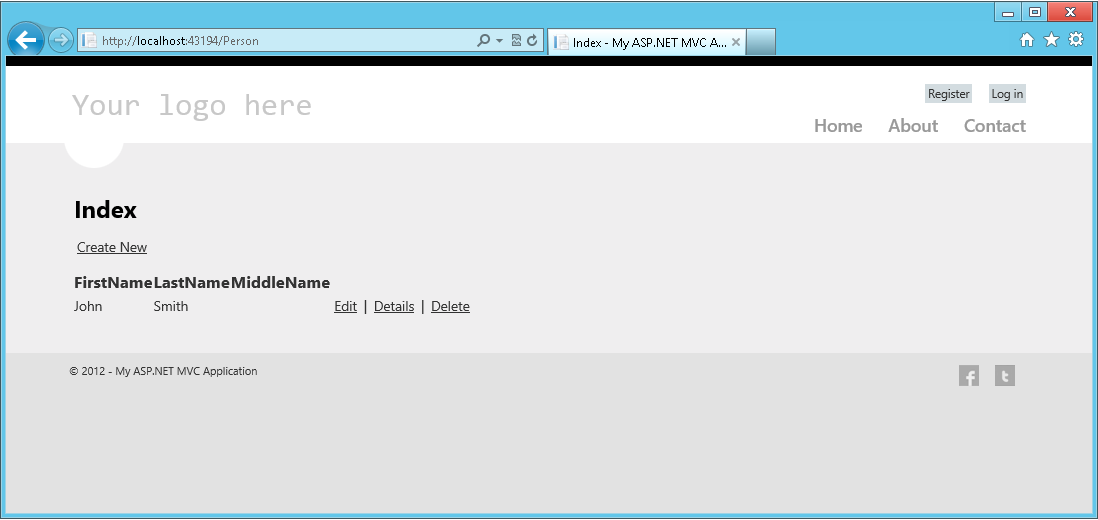 http://localhost:43194/Person
Index - My ASP.NET MVC A...
Your logo here
Register Log in
Home About Contact
Index
Create New
FirstName LastName MiddleName
John Smith Edit | Details | Delete
© 2012 - My ASP.NET MVC Application